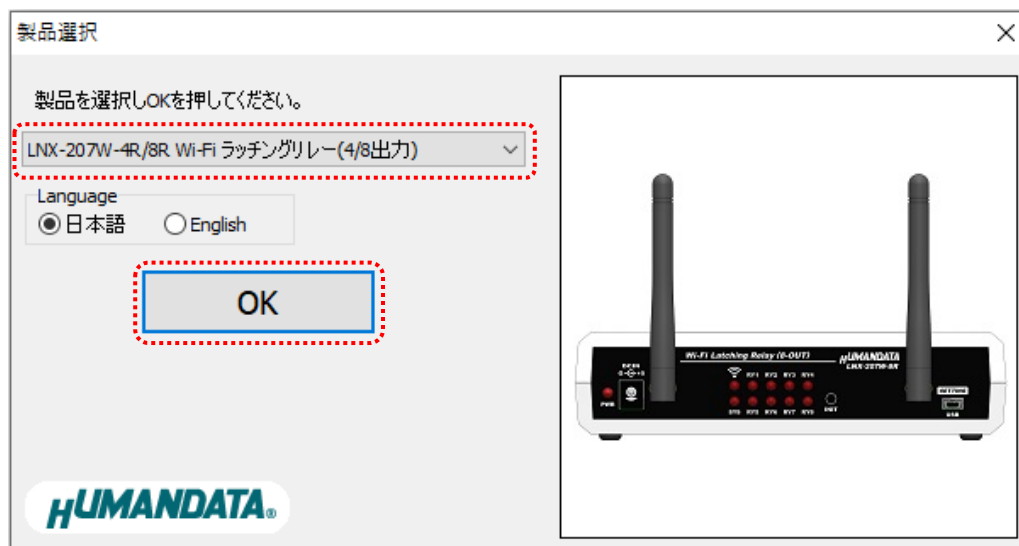 製品選択
製品を選択しOKを押してください。
LNX-207W-4R/8R Wi-Fi ラッチングリレー(4/8出力)
Language
日本語 English
OK
HUMANDATA®
Wi-Fi Latching Relay (8-OUT)
HUMANDATA
LNX-207W-8R
RY1 RY2 RY3 RY4
PWR
SYS RY5 RY6 RY7 RY8
USB